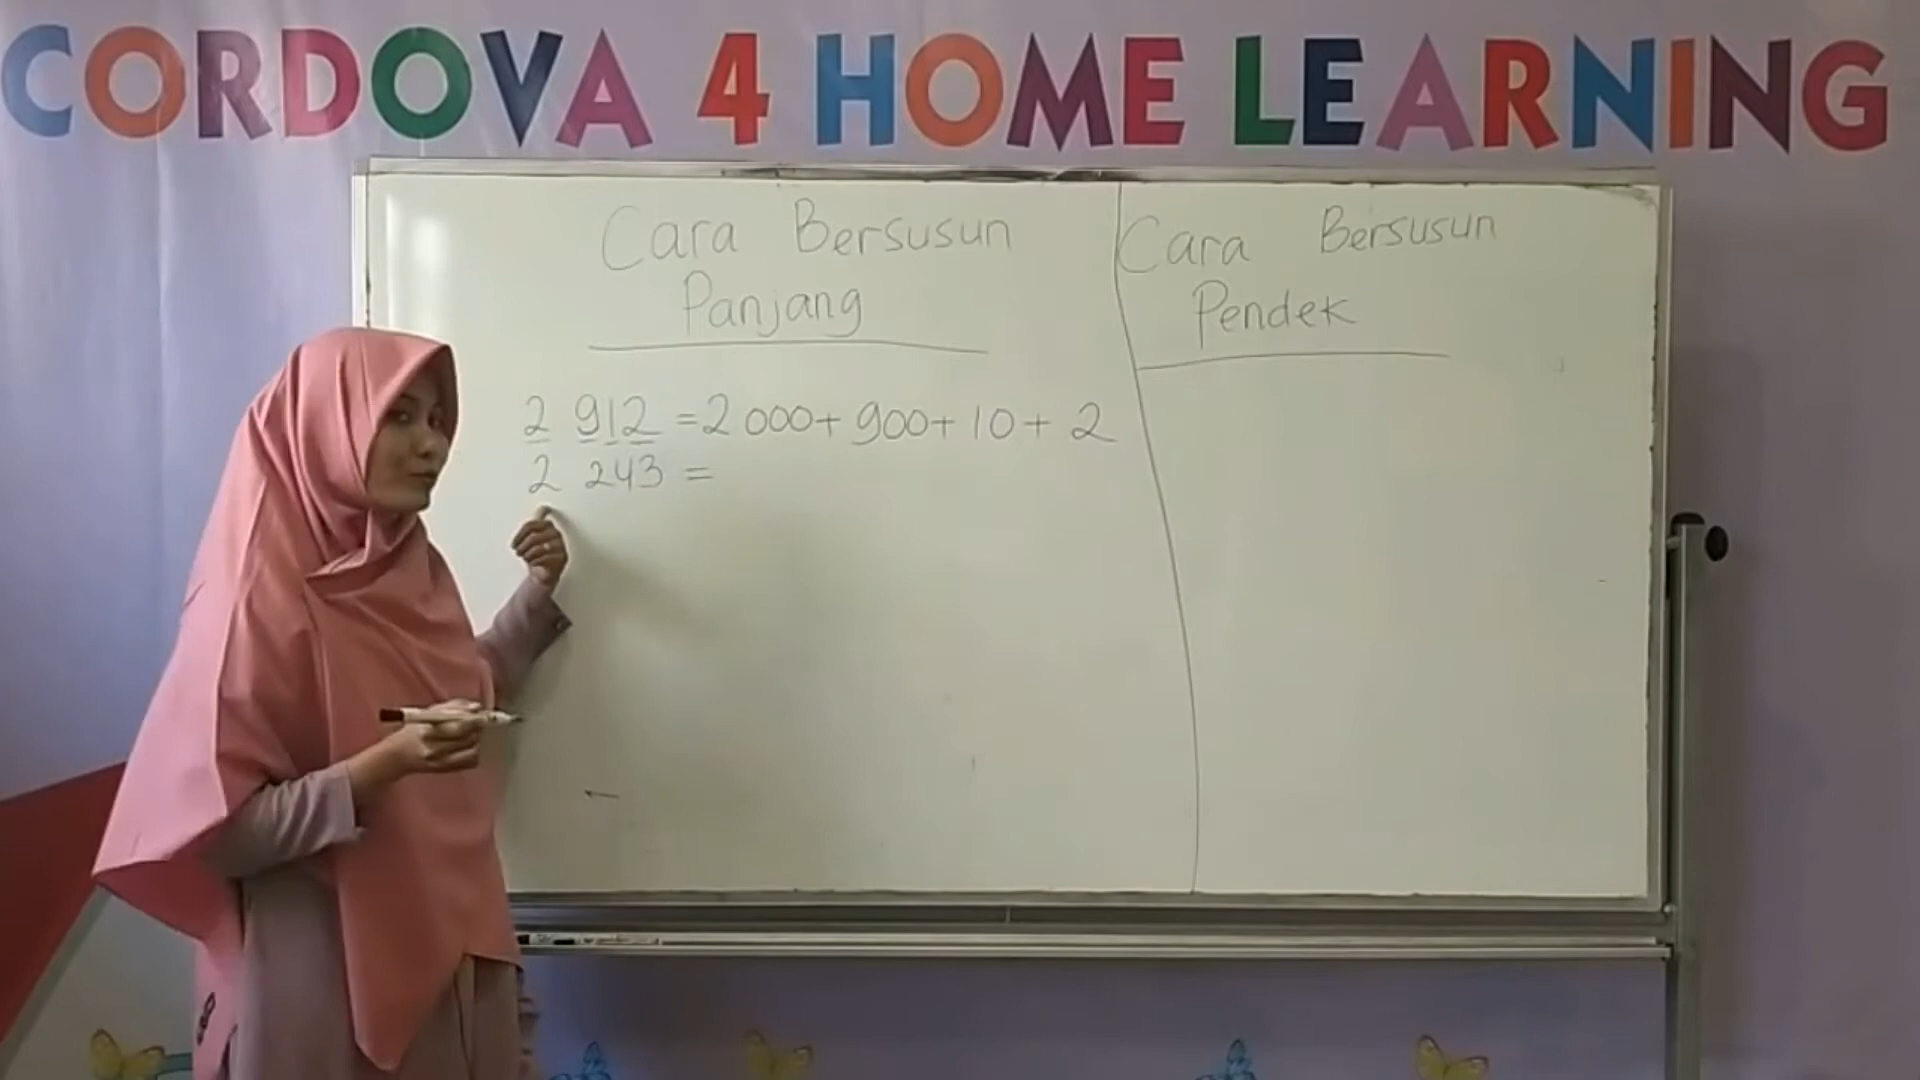 CORDOVA 4 HOME LEARNING
Cara Bersusun
Panjang
2 912 = 2 000 + 900 + 10 + 2
2 243 =
Cara Bersusun
Pendek